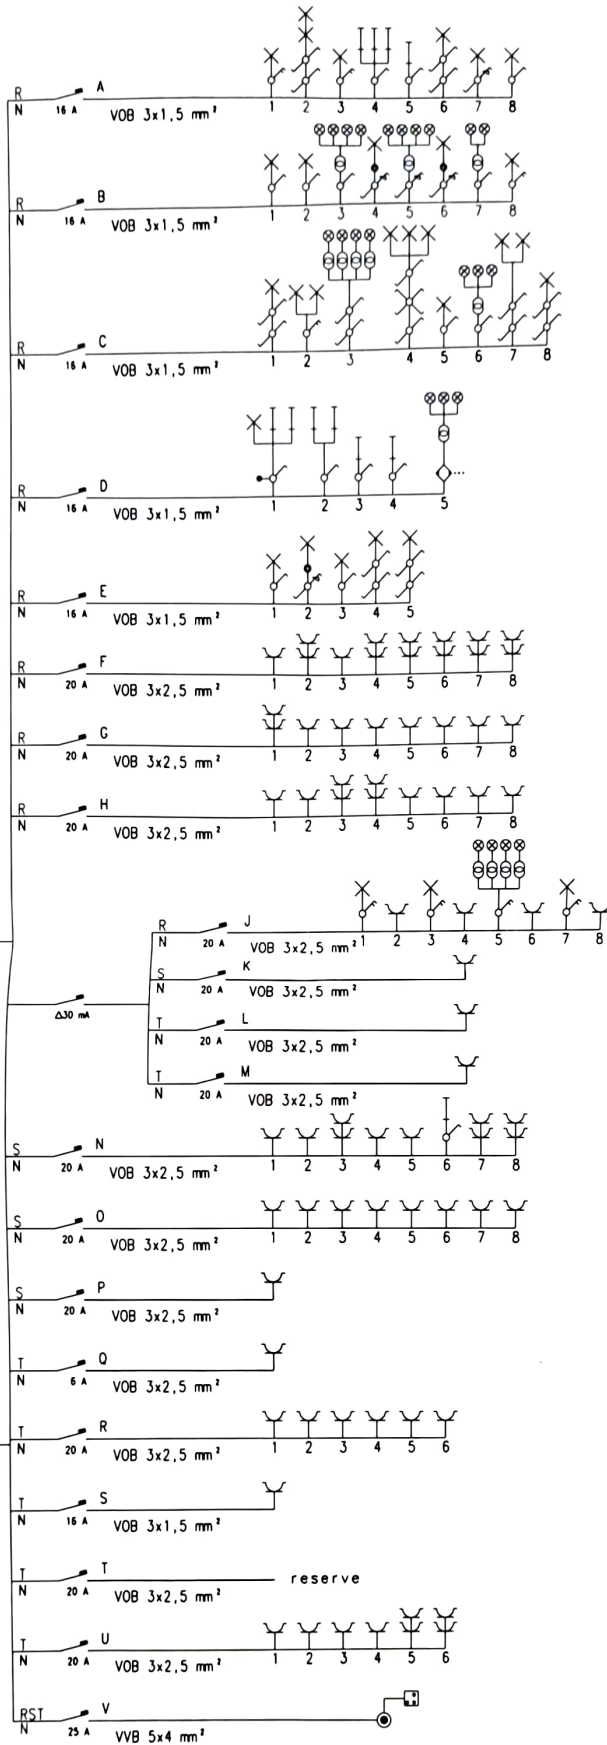 R A
N 16 A VOB 3x1,5 mm²
1 2 3 4 5 6 7 8
R B
N 16 A VOB 3x1,5 mm²
1 2 3 4 5 6 7 8
R C
N 16 A VOB 3x1,5 mm²
1 2 3 4 5 6 7 8
R D
N 16 A VOB 3x1,5 mm²
1 2 3 4 5
R E
N 16 A VOB 3x1,5 mm²
1 2 3 4 5
R F
N 20 A VOB 3x2,5 mm²
1 2 3 4 5 6 7 8
R G
N 20 A VOB 3x2,5 mm²
1 2 3 4 5 6 7 8
R H
N 20 A VOB 3x2,5 mm²
1 2 3 4 5 6 7 8
R J
N 20 A VOB 3x2,5 mm²
1 2 3 4 5 6 7 8
S K
N 20 A VOB 3x2,5 mm²
Δ30 mA
T L
N 20 A VOB 3x2,5 mm²
T M
N 20 A VOB 3x2,5 mm²
S N
N 20 A VOB 3x2,5 mm²
1 2 3 4 5 6 7 8
S O
N 20 A VOB 3x2,5 mm²
1 2 3 4 5 6 7 8
S P
N 20 A VOB 3x2,5 mm²
T Q
N 6 A VOB 3x2,5 mm²
T R
N 20 A VOB 3x2,5 mm²
1 2 3 4 5 6
T S
N 16 A VOB 3x1,5 mm²
T T reserve
N 20 A VOB 3x2,5 mm²
T U
N 20 A VOB 3x2,5 mm²
1 2 3 4 5 6
RST V
N 25 A VVB 5x4 mm²